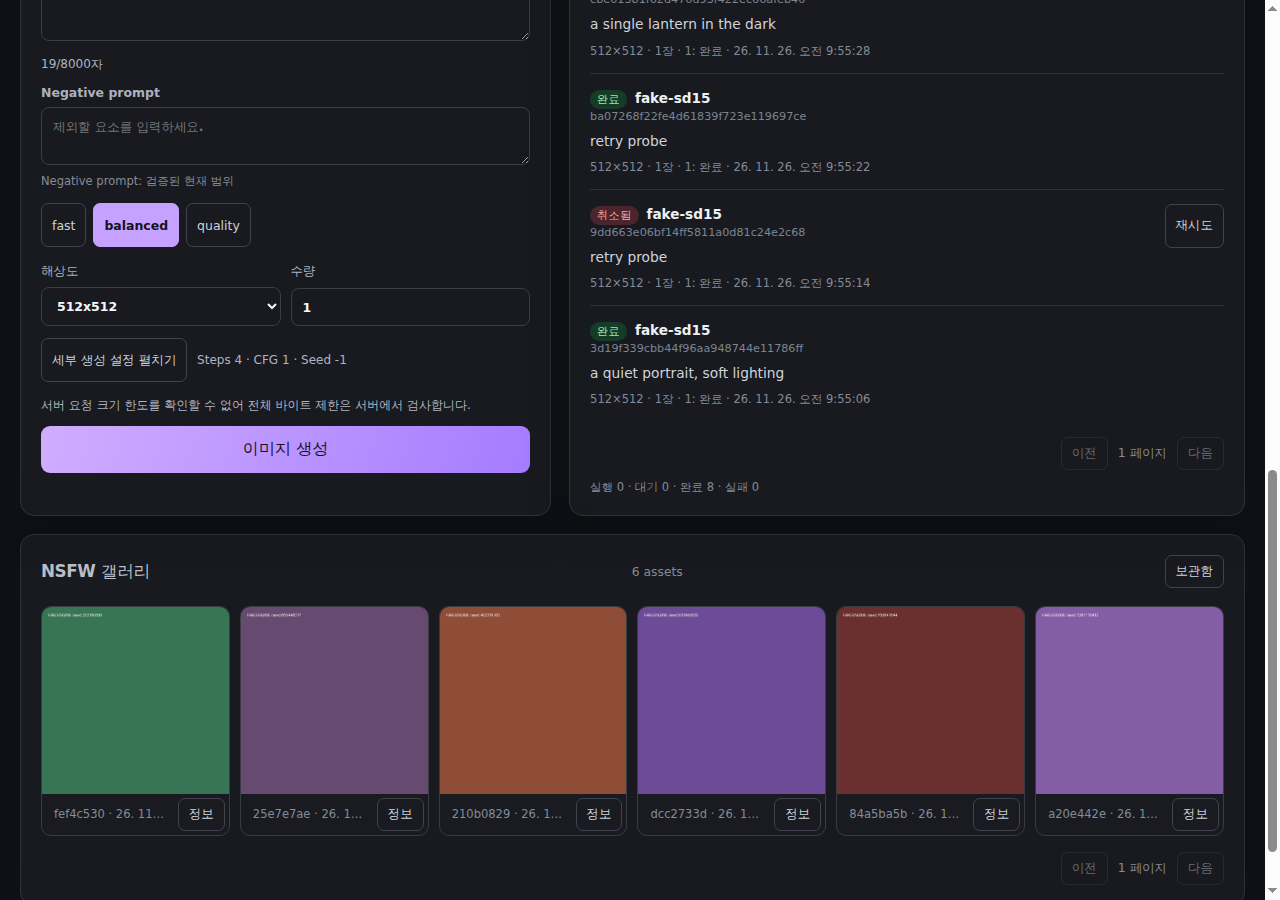 19/8000자
Negative prompt
제외할 요소를 입력하세요.
Negative prompt: 검증된 현재 범위
fast balanced quality
해상도 수량
512x512 1
세부 생성 설정 펼치기 Steps 4 · CFG 1 · Seed -1
서버 요청 크기 한도를 확인할 수 없어 전체 바이트 제한은 서버에서 검사합니다.
이미지 생성
a single lantern in the dark
512×512 · 1장 · 1: 완료 · 26. 11. 26. 오전 9:55:28
완료 fake-sd15
ba07268f22fe4d61839f723e119697ce
retry probe
512×512 · 1장 · 1: 완료 · 26. 11. 26. 오전 9:55:22
취소됨 fake-sd15
재시도
9dd663e06bf14ff5811a0d81c24e2c68
retry probe
512×512 · 1장 · 1: 완료 · 26. 11. 26. 오전 9:55:14
완료 fake-sd15
3d19f339cbb44f96aa948744e11786ff
a quiet portrait, soft lighting
512×512 · 1장 · 1: 완료 · 26. 11. 26. 오전 9:55:06
이전 1 페이지 다음
실행 0 · 대기 0 · 완료 8 · 실패 0
NSFW 갤러리 6 assets 보관함
fef4c530 · 26. 11... 정보
25e7e7ae · 26. 1... 정보
210b0829 · 26. 1... 정보
dcc2733d · 26. 1... 정보
84a5ba5b · 26. 1... 정보
a20e442e · 26. 1... 정보
이전 1 페이지 다음